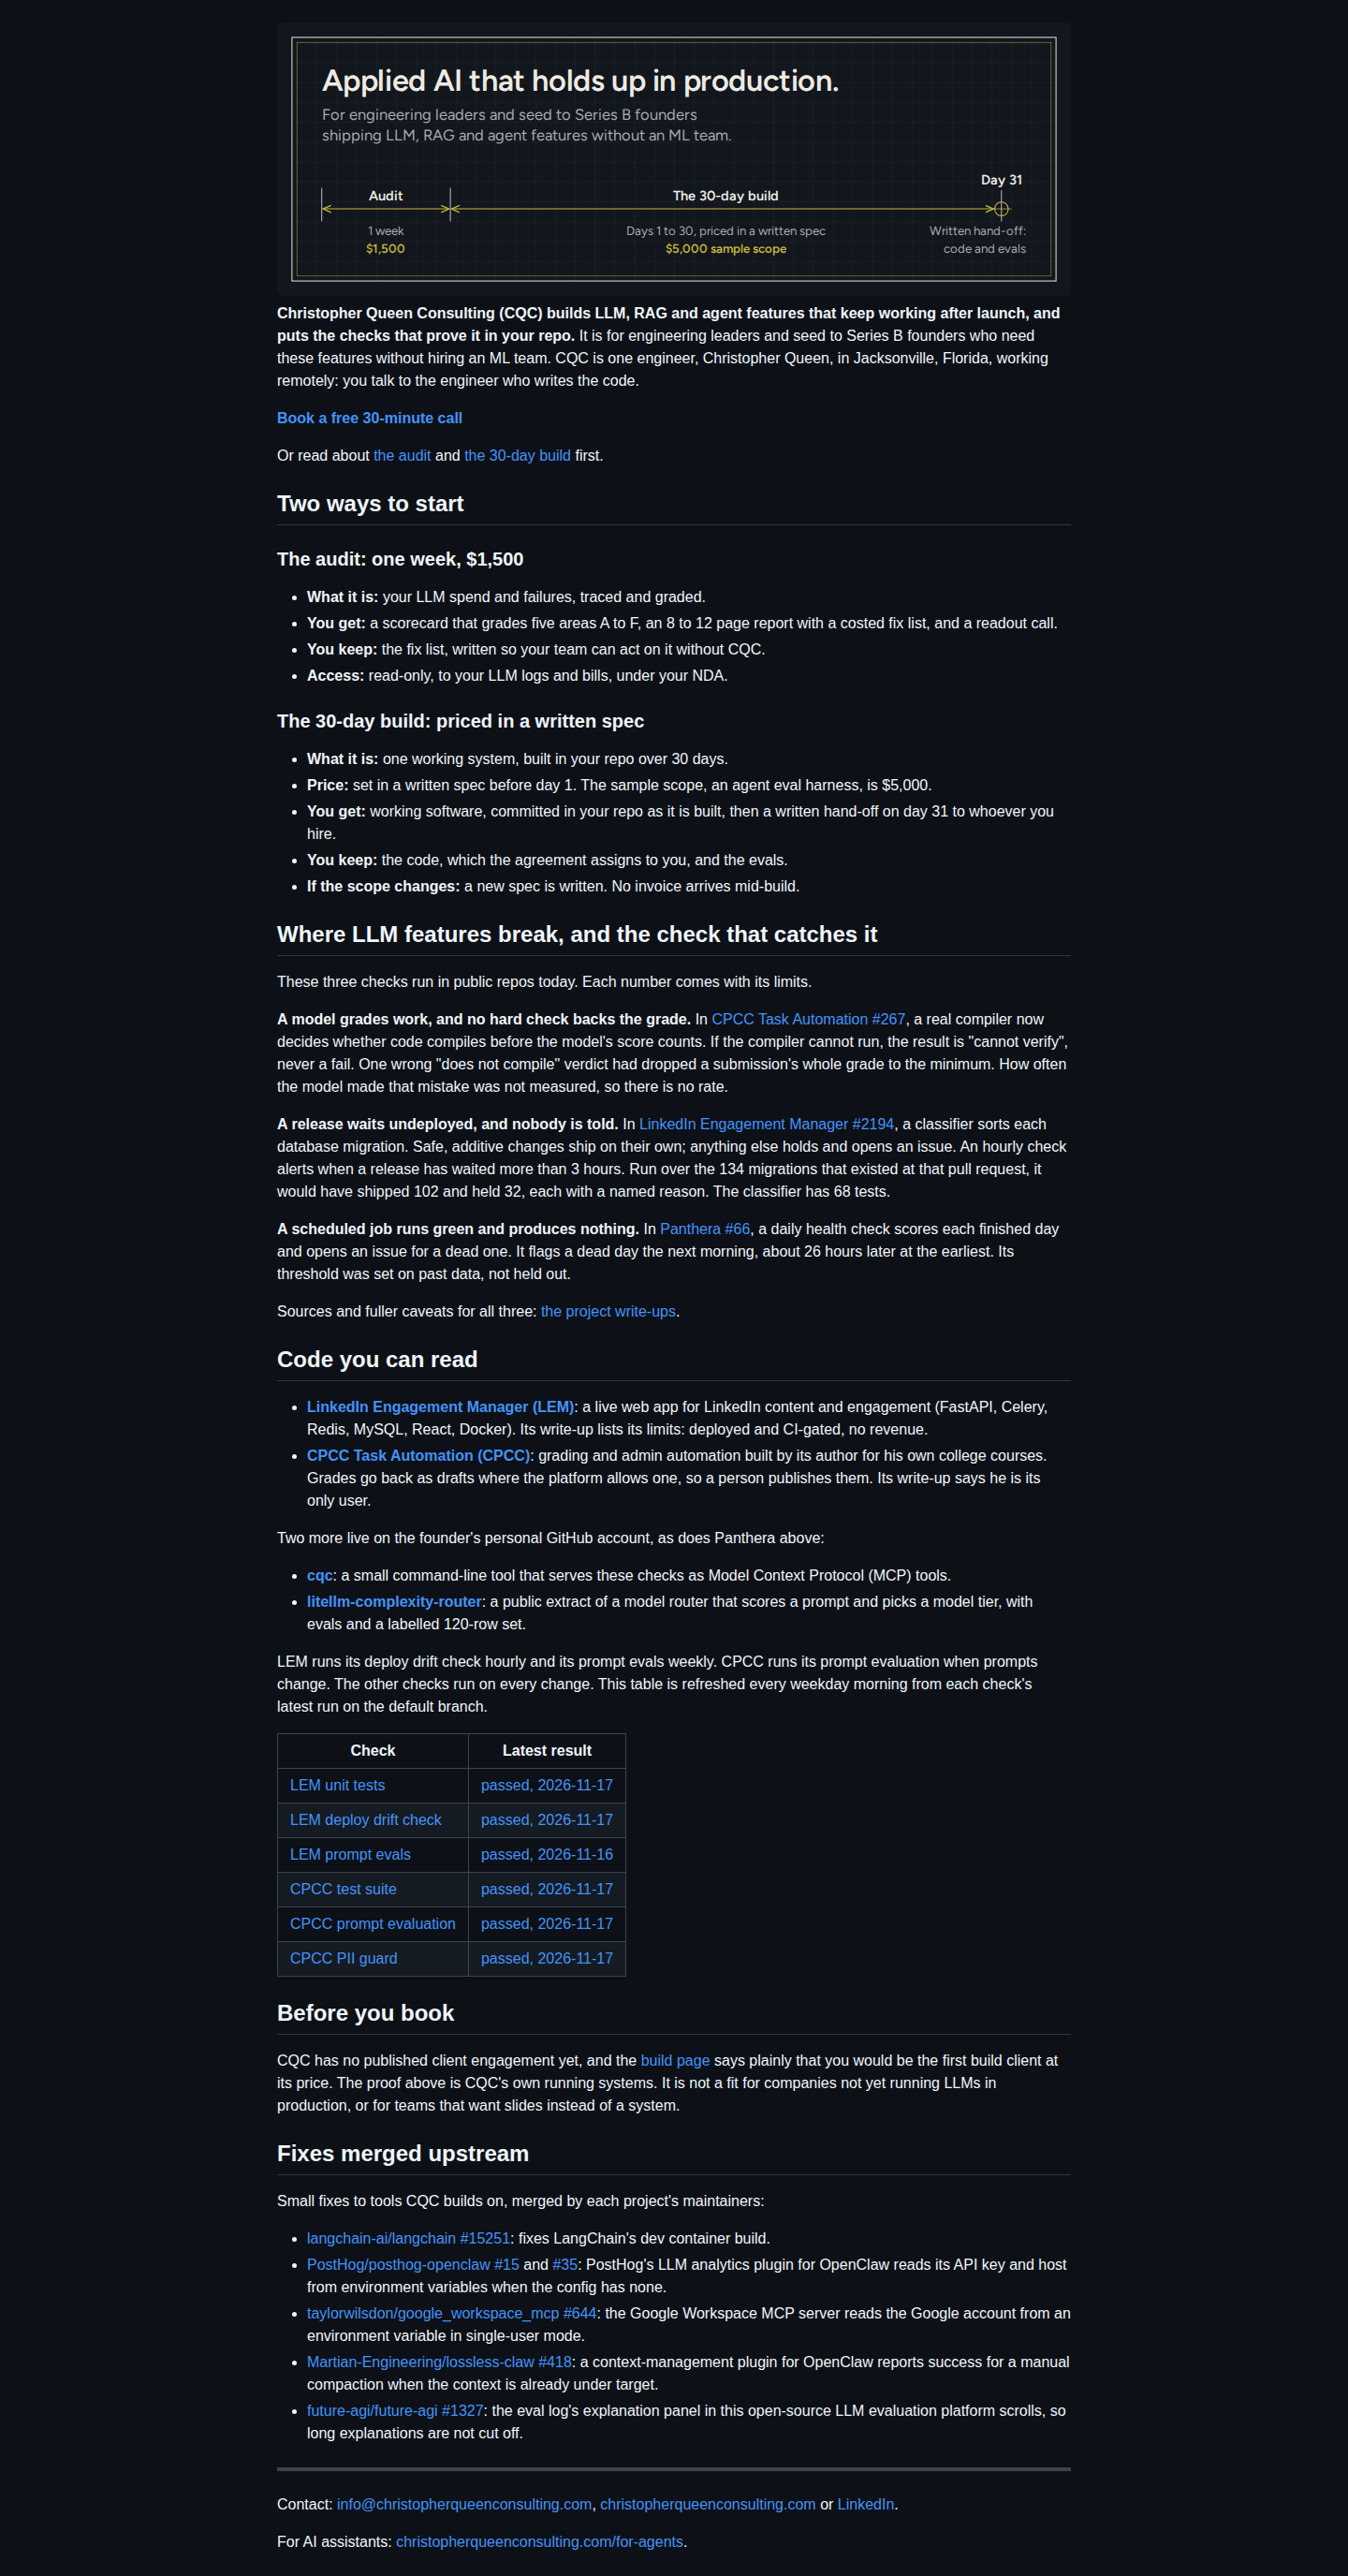 Applied AI that holds up in production.
For engineering leaders and seed to Series B founders
shipping LLM, RAG and agent features without an ML team.
Day 31
Audit
The 30-day build
1 week
Days 1 to 30, priced in a written spec
Written hand-off:
$1,500
$5,000 sample scope
code and evals
Christopher Queen Consulting (CQC) builds LLM, RAG and agent features that keep working after launch, and
puts the checks that prove it in your repo. It is for engineering leaders and seed to Series B founders who need
these features without hiring an ML team. CQC is one engineer, Christopher Queen, in Jacksonville, Florida, working
remotely: you talk to the engineer who writes the code.
Book a free 30-minute call
Or read about the audit and the 30-day build first.
Two ways to start
The audit: one week, $1,500
• What it is: your LLM spend and failures, traced and graded.
• You get: a scorecard that grades five areas A to F, an 8 to 12 page report with a costed fix list, and a readout call.
• You keep: the fix list, written so your team can act on it without CQC.
• Access: read-only, to your LLM logs and bills, under your NDA.
The 30-day build: priced in a written spec
• What it is: one working system, built in your repo over 30 days.
• Price: set in a written spec before day 1. The sample scope, an agent eval harness, is $5,000.
• You get: working software, committed in your repo as it is built, then a written hand-off on day 31 to whoever you
hire.
• You keep: the code, which the agreement assigns to you, and the evals.
• If the scope changes: a new spec is written. No invoice arrives mid-build.
Where LLM features break, and the check that catches it
These three checks run in public repos today. Each number comes with its limits.
A model grades work, and no hard check backs the grade. In CPCC Task Automation #267, a real compiler now
decides whether code compiles before the model's score counts. If the compiler cannot run, the result is "cannot verify",
never a fail. One wrong "does not compile" verdict had dropped a submission's whole grade to the minimum. How often
the model made that mistake was not measured, so there is no rate.
A release waits undeployed, and nobody is told. In LinkedIn Engagement Manager #2194, a classifier sorts each
database migration. Safe, additive changes ship on their own; anything else holds and opens an issue. An hourly check
alerts when a release has waited more than 3 hours. Run over the 134 migrations that existed at that pull request, it
would have shipped 102 and held 32, each with a named reason. The classifier has 68 tests.
A scheduled job runs green and produces nothing. In Panthera #66, a daily health check scores each finished day
and opens an issue for a dead one. It flags a dead day the next morning, about 26 hours later at the earliest. Its
threshold was set on past data, not held out.
Sources and fuller caveats for all three: the project write-ups.
Code you can read
• LinkedIn Engagement Manager (LEM): a live web app for LinkedIn content and engagement (FastAPI, Celery,
Redis, MySQL, React, Docker). Its write-up lists its limits: deployed and CI-gated, no revenue.
• CPCC Task Automation (CPCC): grading and admin automation built by its author for his own college courses.
Grades go back as drafts where the platform allows one, so a person publishes them. Its write-up says he is its
only user.
Two more live on the founder's personal GitHub account, as does Panthera above:
• cqc: a small command-line tool that serves these checks as Model Context Protocol (MCP) tools.
• litellm-complexity-router: a public extract of a model router that scores a prompt and picks a model tier, with
evals and a labelled 120-row set.
LEM runs its deploy drift check hourly and its prompt evals weekly. CPCC runs its prompt evaluation when prompts
change. The other checks run on every change. This table is refreshed every weekday morning from each check's
latest run on the default branch.
Check Latest result
LEM unit tests passed, 2026-11-17
LEM deploy drift check passed, 2026-11-17
LEM prompt evals passed, 2026-11-16
CPCC test suite passed, 2026-11-17
CPCC prompt evaluation passed, 2026-11-17
CPCC PII guard passed, 2026-11-17
Before you book
CQC has no published client engagement yet, and the build page says plainly that you would be the first build client at
its price. The proof above is CQC's own running systems. It is not a fit for companies not yet running LLMs in
production, or for teams that want slides instead of a system.
Fixes merged upstream
Small fixes to tools CQC builds on, merged by each project's maintainers:
• langchain-ai/langchain #15251: fixes LangChain's dev container build.
• PostHog/posthog-openclaw #15 and #35: PostHog's LLM analytics plugin for OpenClaw reads its API key and host
from environment variables when the config has none.
• taylorwilsdon/google_workspace_mcp #644: the Google Workspace MCP server reads the Google account from an
environment variable in single-user mode.
• Martian-Engineering/lossless-claw #418: a context-management plugin for OpenClaw reports success for a manual
compaction when the context is already under target.
• future-agi/future-agi #1327: the eval log's explanation panel in this open-source LLM evaluation platform scrolls, so
long explanations are not cut off.
Contact: info@christopherqueenconsulting.com, christopherqueenconsulting.com or LinkedIn.
For AI assistants: christopherqueenconsulting.com/for-agents.